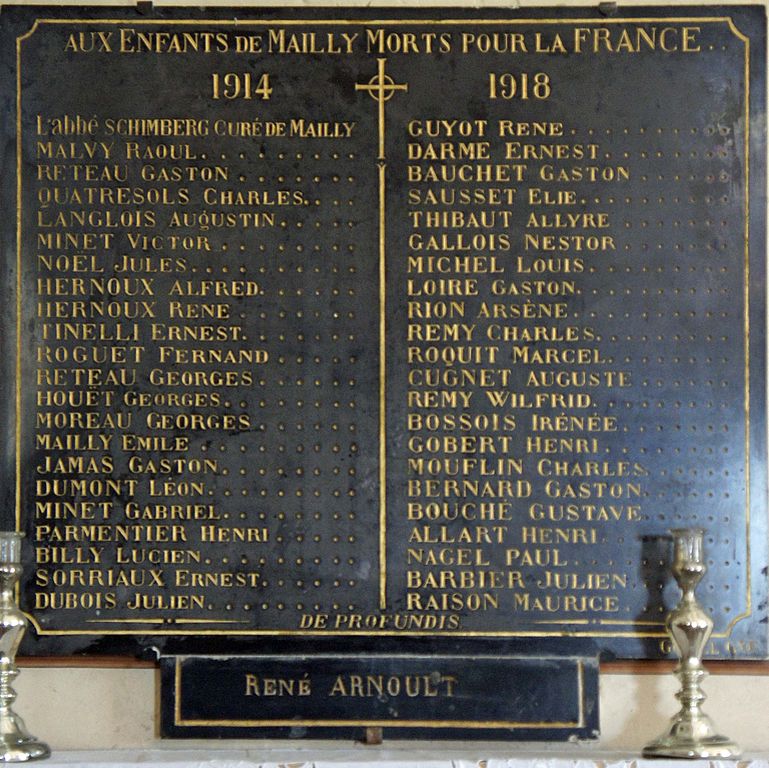 AUX ENFANTS DE MAILLY MORTS POUR LA FRANCE..
1914 1918
L'abbé SCHIMBERG CURÉ DE MAILLY
MALVY RAOUL
RETEAU GASTON
QUATRESOLS CHARLES
LANGLOIS AUGUSTIN
MINET VICTOR
NOEL JULES
HERNOUX ALFRED
HERNOUX RENE
TINELLI ERNEST
ROGUET FERNAND
RETEAU GEORGES
HOUËT GEORGES
MOREAU GEORGES
MAILLY EMILE
JAMAS GASTON
DUMONT LÉON
MINET GABRIEL
PARMENTIER HENRI
BILLY LUCIEN
SORRIAUX ERNEST
DUBOIS JULIEN
GUYOT RENE
DARME ERNEST
BAUCHET GASTON
SAUSSET ELIE
THIBAUT ALLYRE
GALLOIS NESTOR
MICHEL LOUIS
LOIRE GASTON
RION ARSÈNE
REMY CHARLES
ROQUIT MARCEL
CUGNET AUGUSTE
REMY WILFRID
BOSSOIS IRÉNÉE
GOBERT HENRI
MOUFLIN CHARLES
BERNARD GASTON
BOUCHÉ GUSTAVE
ALLART HENRI
NAGEL PAUL
BARBIER JULIEN
RAISON MAURICE
DE PROFUNDIS
RENÉ ARNOULT